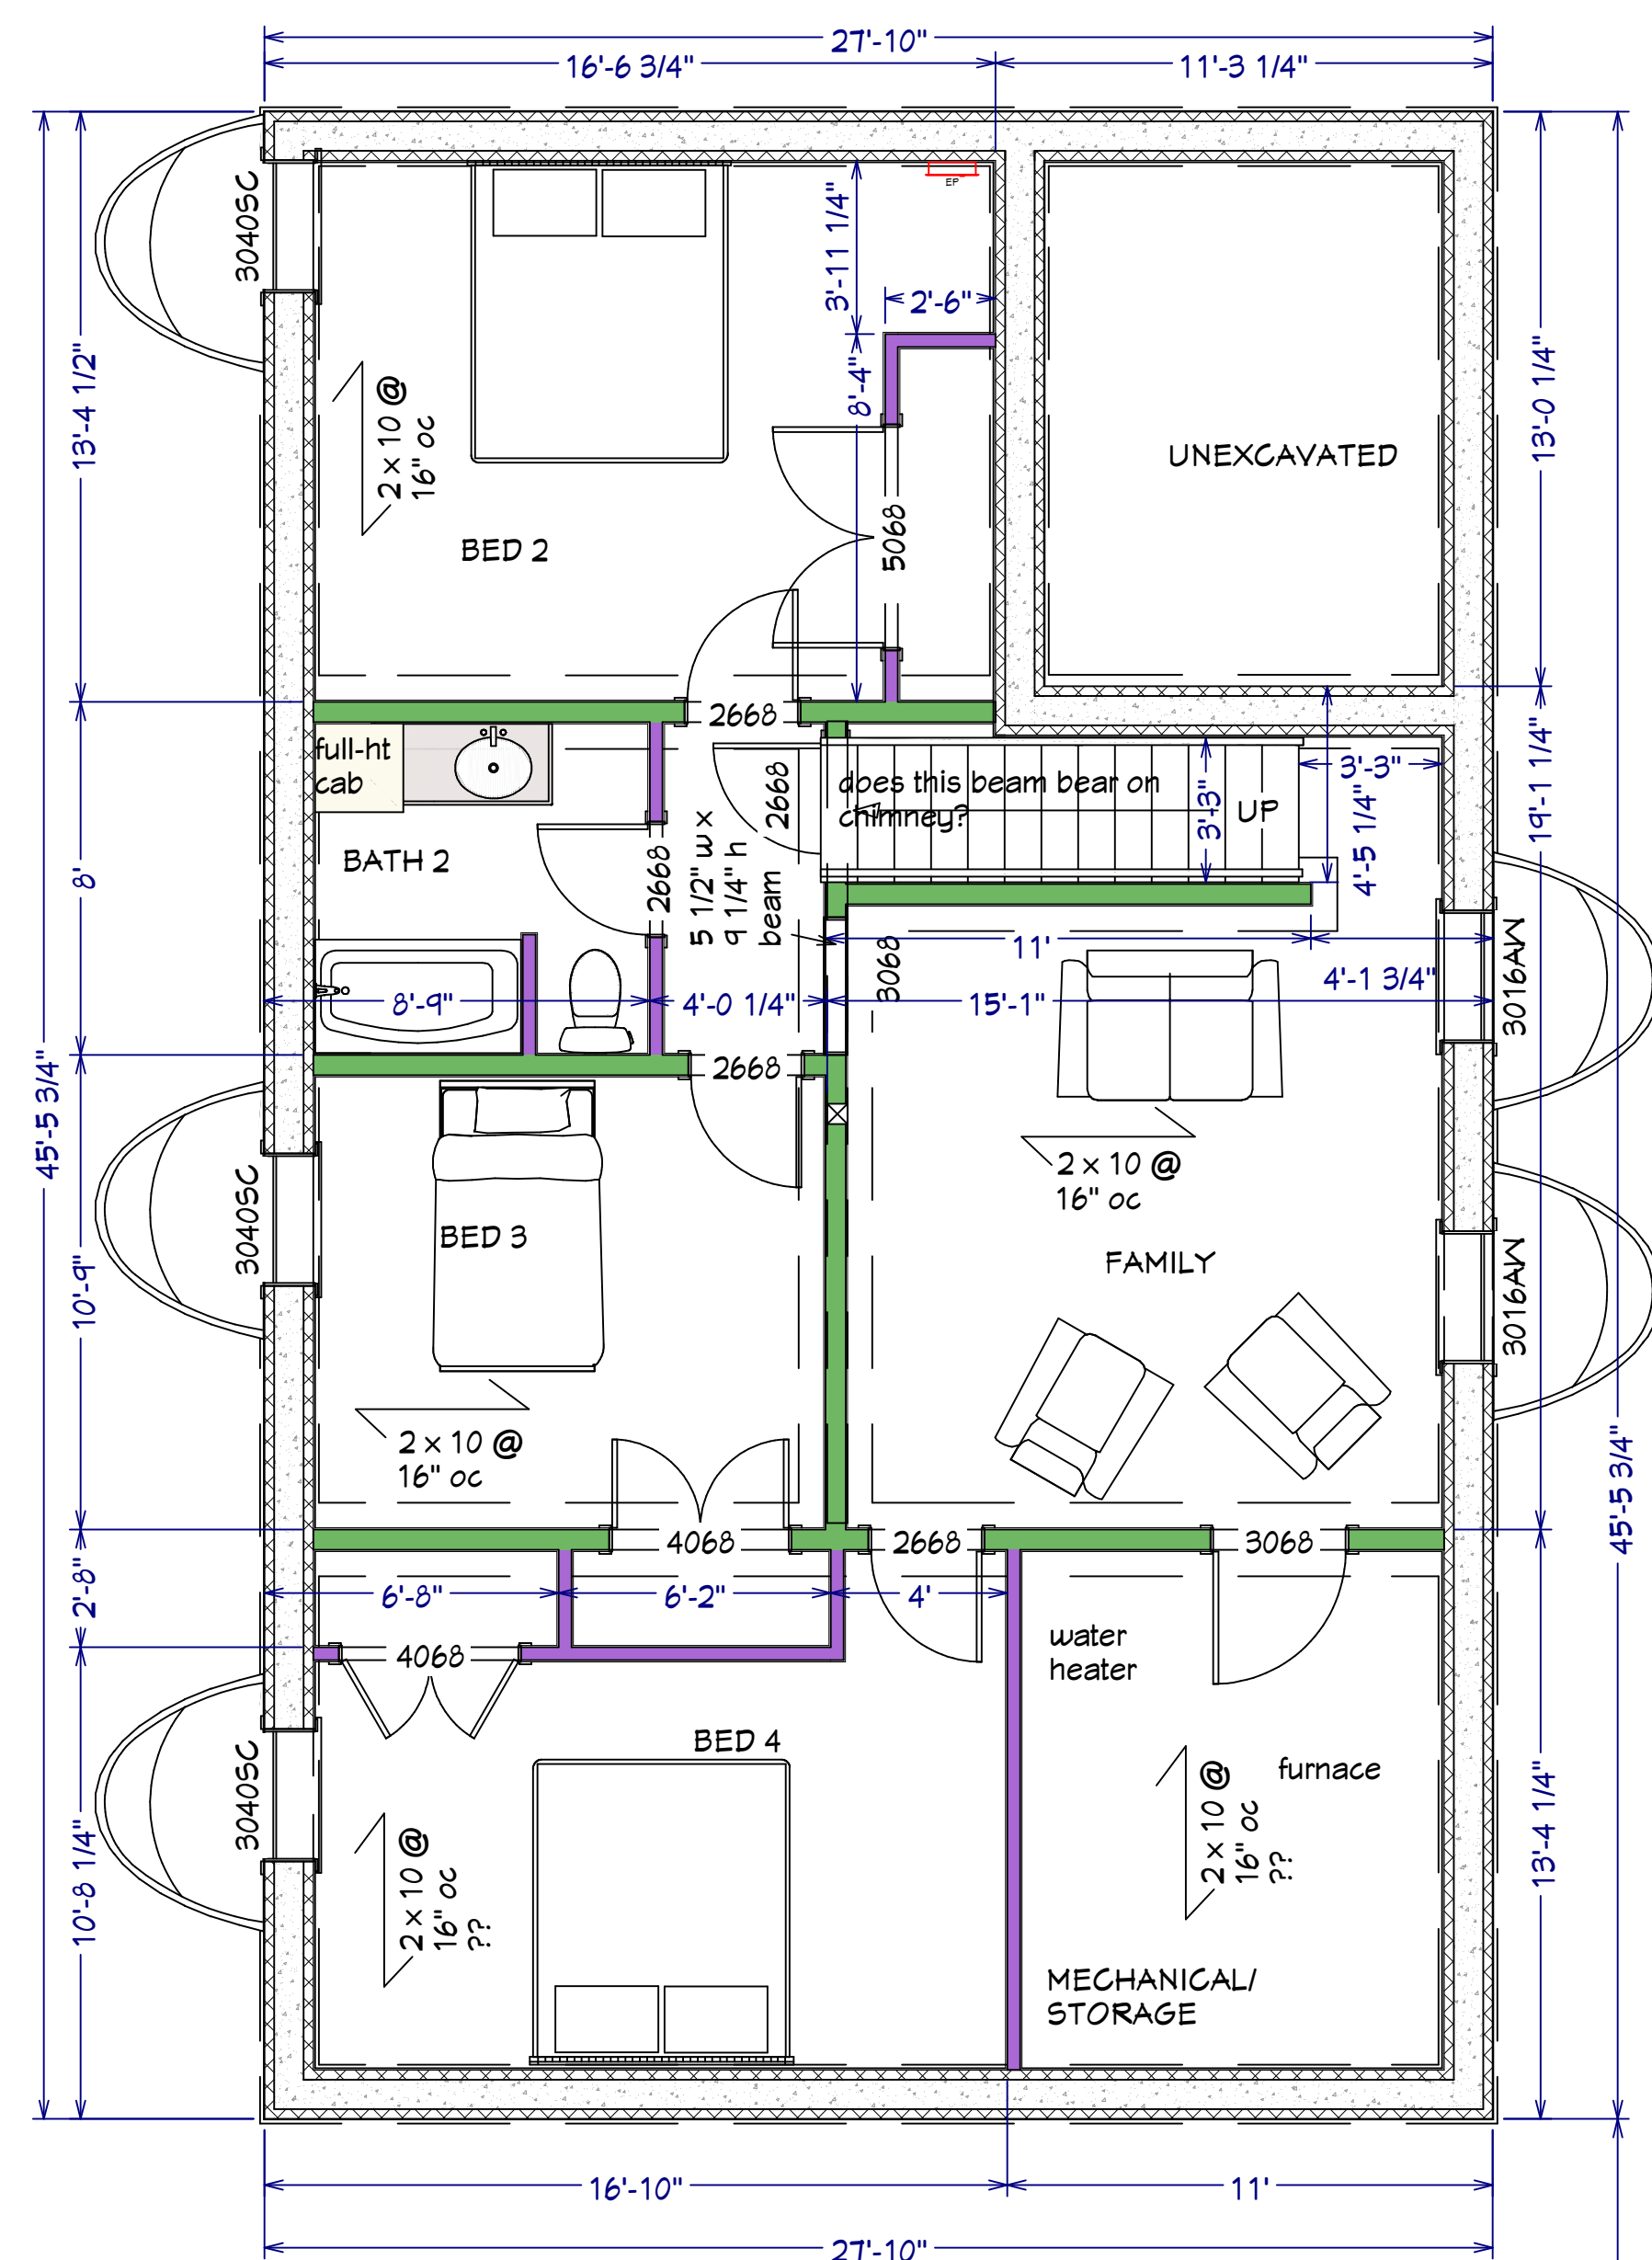 27'-10"
16'-6 3/4"
11'-3 1/4"
3040SC
EP
3'-11 1/4"
2'-6"
8'-4"
13'-4 1/2"
13'-0 1/4"
2 x 10 @
16" oc
UNEXCAVATED
5068
BED 2
2668
full-ht
cab
does this beam bear on
chimney?
2668
3'-3"
3'-3"
UP
19'-1 1/4"
4'-5 1/4"
BATH 2
8'
2668
5 1/2" w x
9 1/4" h
beam
11'
3068
4'-1 3/4"
3016AM
8'-9"
4'-0 1/4"
15'-1"
2668
45'-5 3/4"
2 x 10 @
16" oc
3040SC
BED 3
FAMILY
3016AM
10'-9"
2 x 10 @
16" oc
45'-5 3/4"
4068
2668
3068
2'-8"
6'-8"
6'-2"
4'
water
heater
4068
BED 4
furnace
3040SC
2 x 10 @
16" oc
??
2 x 10 @
16" oc
??
10'-8 1/4"
13'-4 1/4"
MECHANICAL/
STORAGE
16'-10"
11'
27'-10"